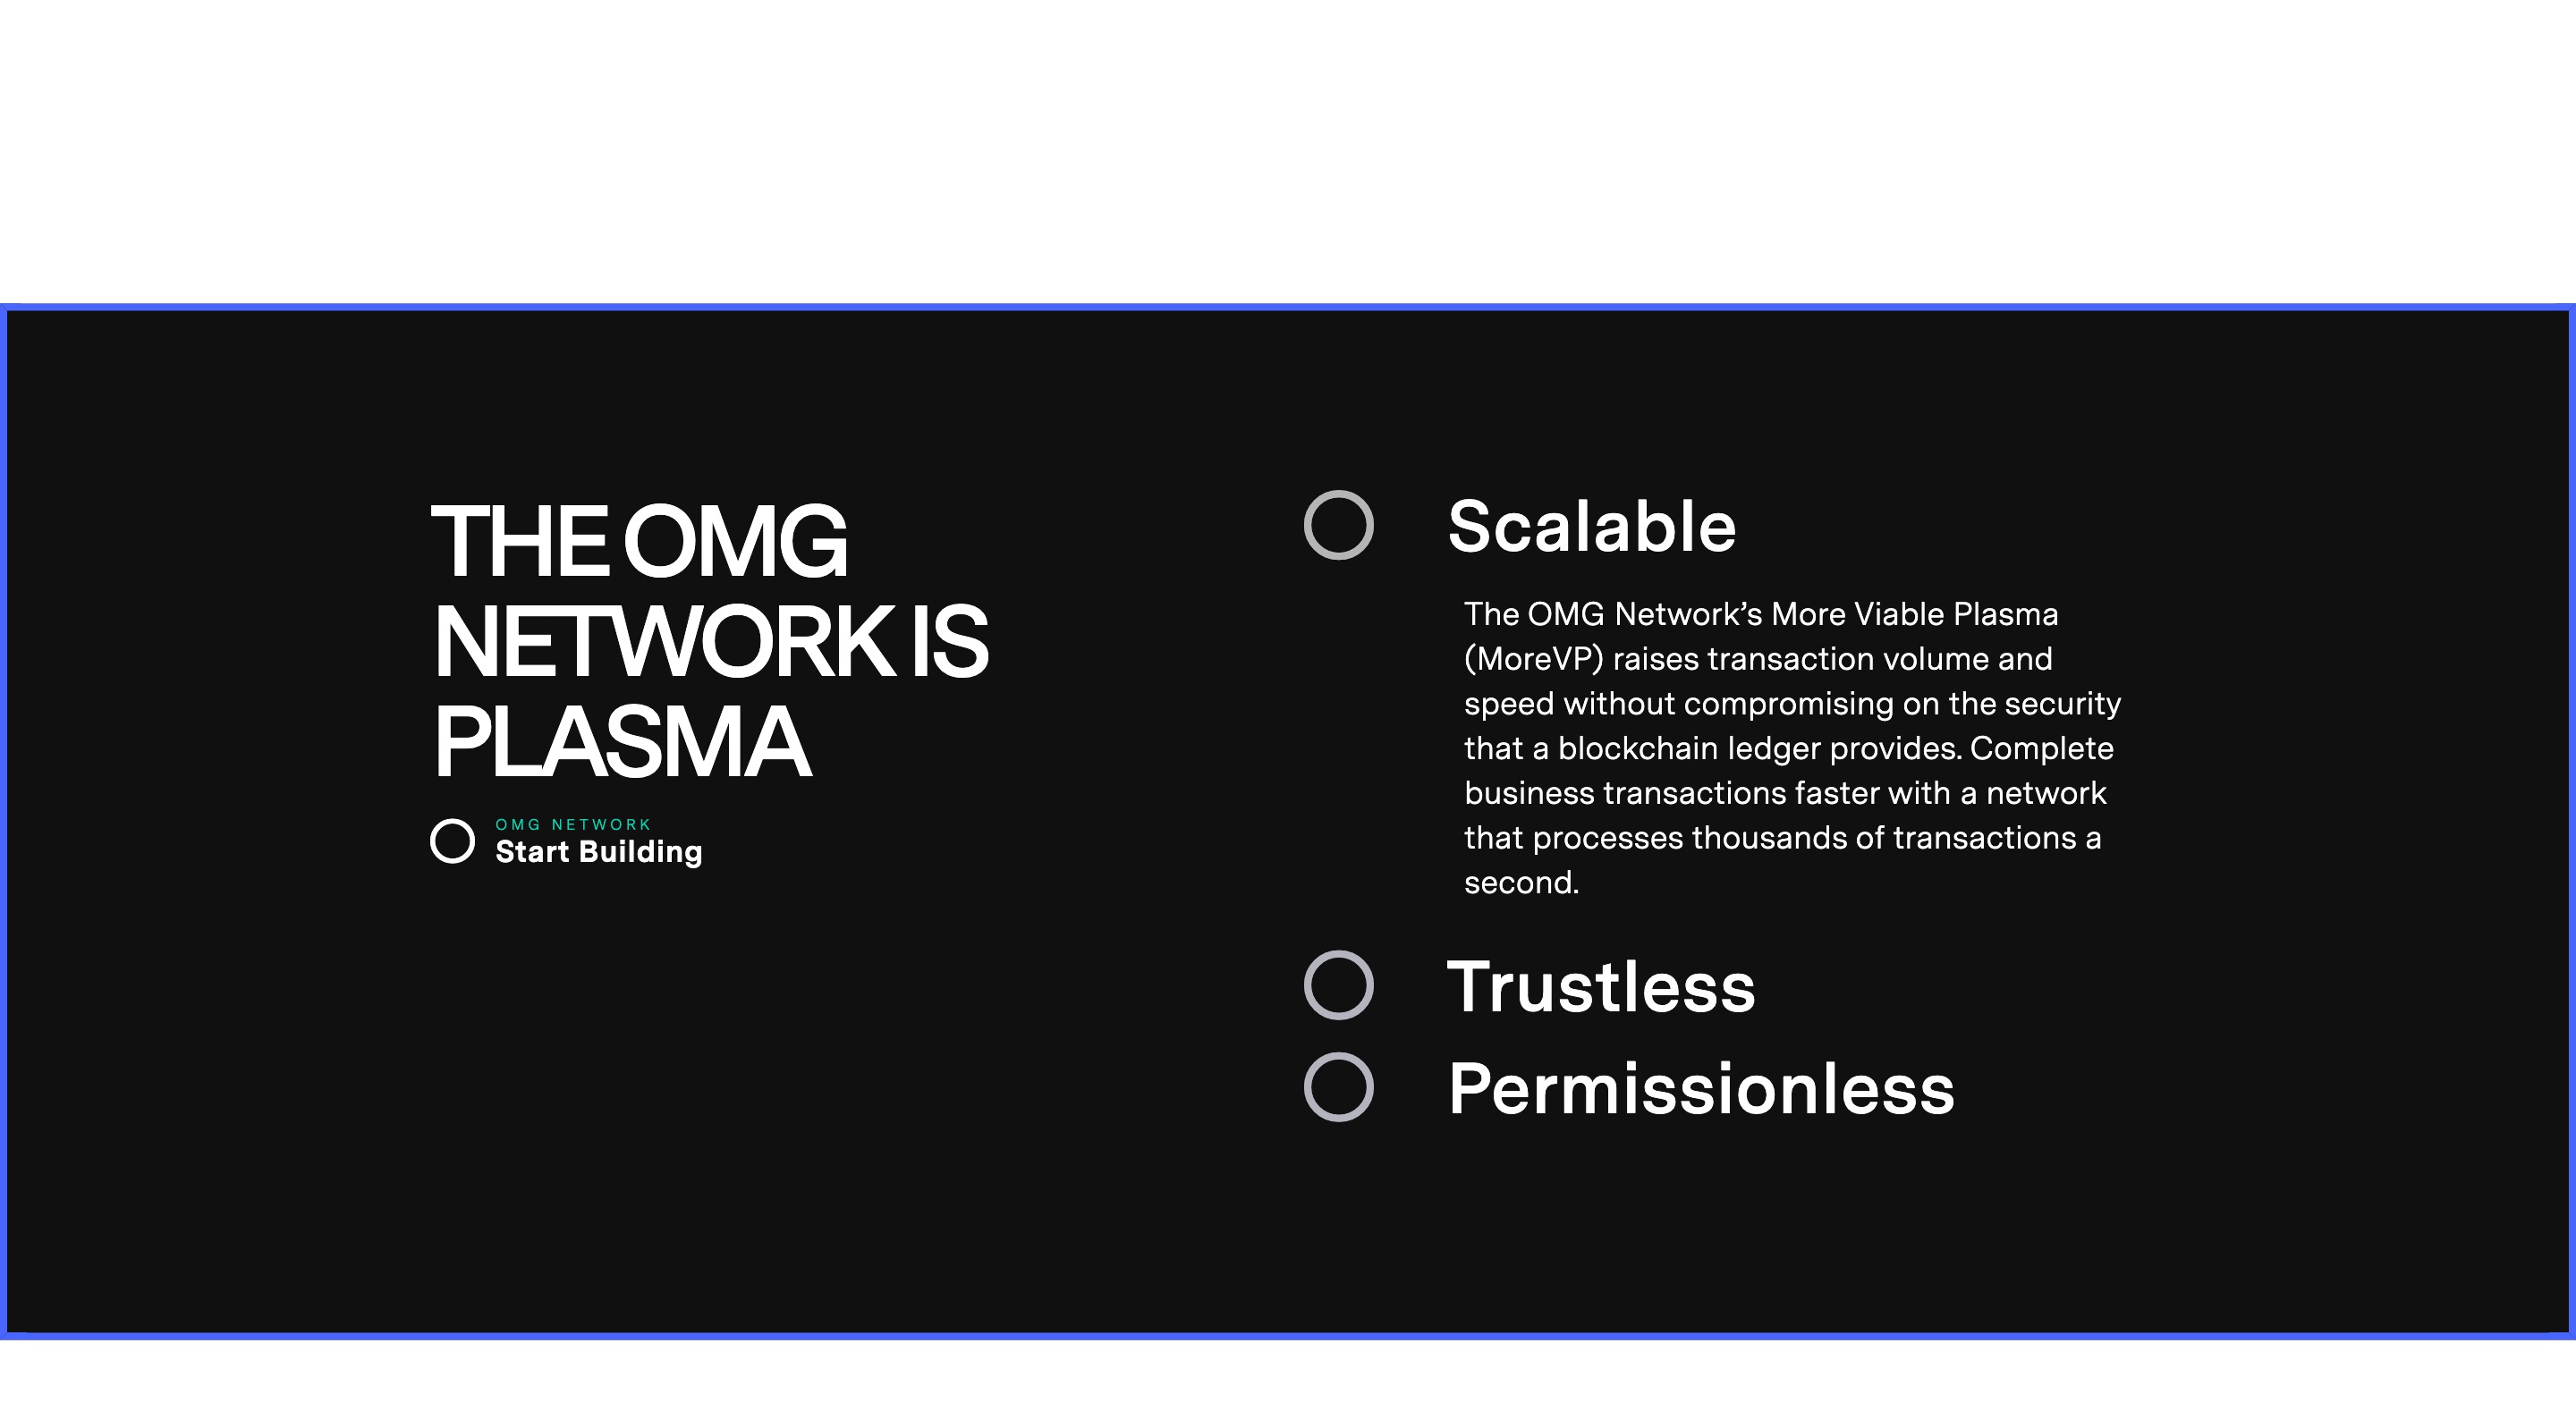 THE OMG
NETWORK IS
PLASMA
OMG NETWORK
Start Building
Scalable
The OMG Network’s More Viable Plasma
(MoreVP) raises transaction volume and
speed without compromising on the security
that a blockchain ledger provides. Complete
business transactions faster with a network
that processes thousands of transactions a
second.
Trustless
Permissionless